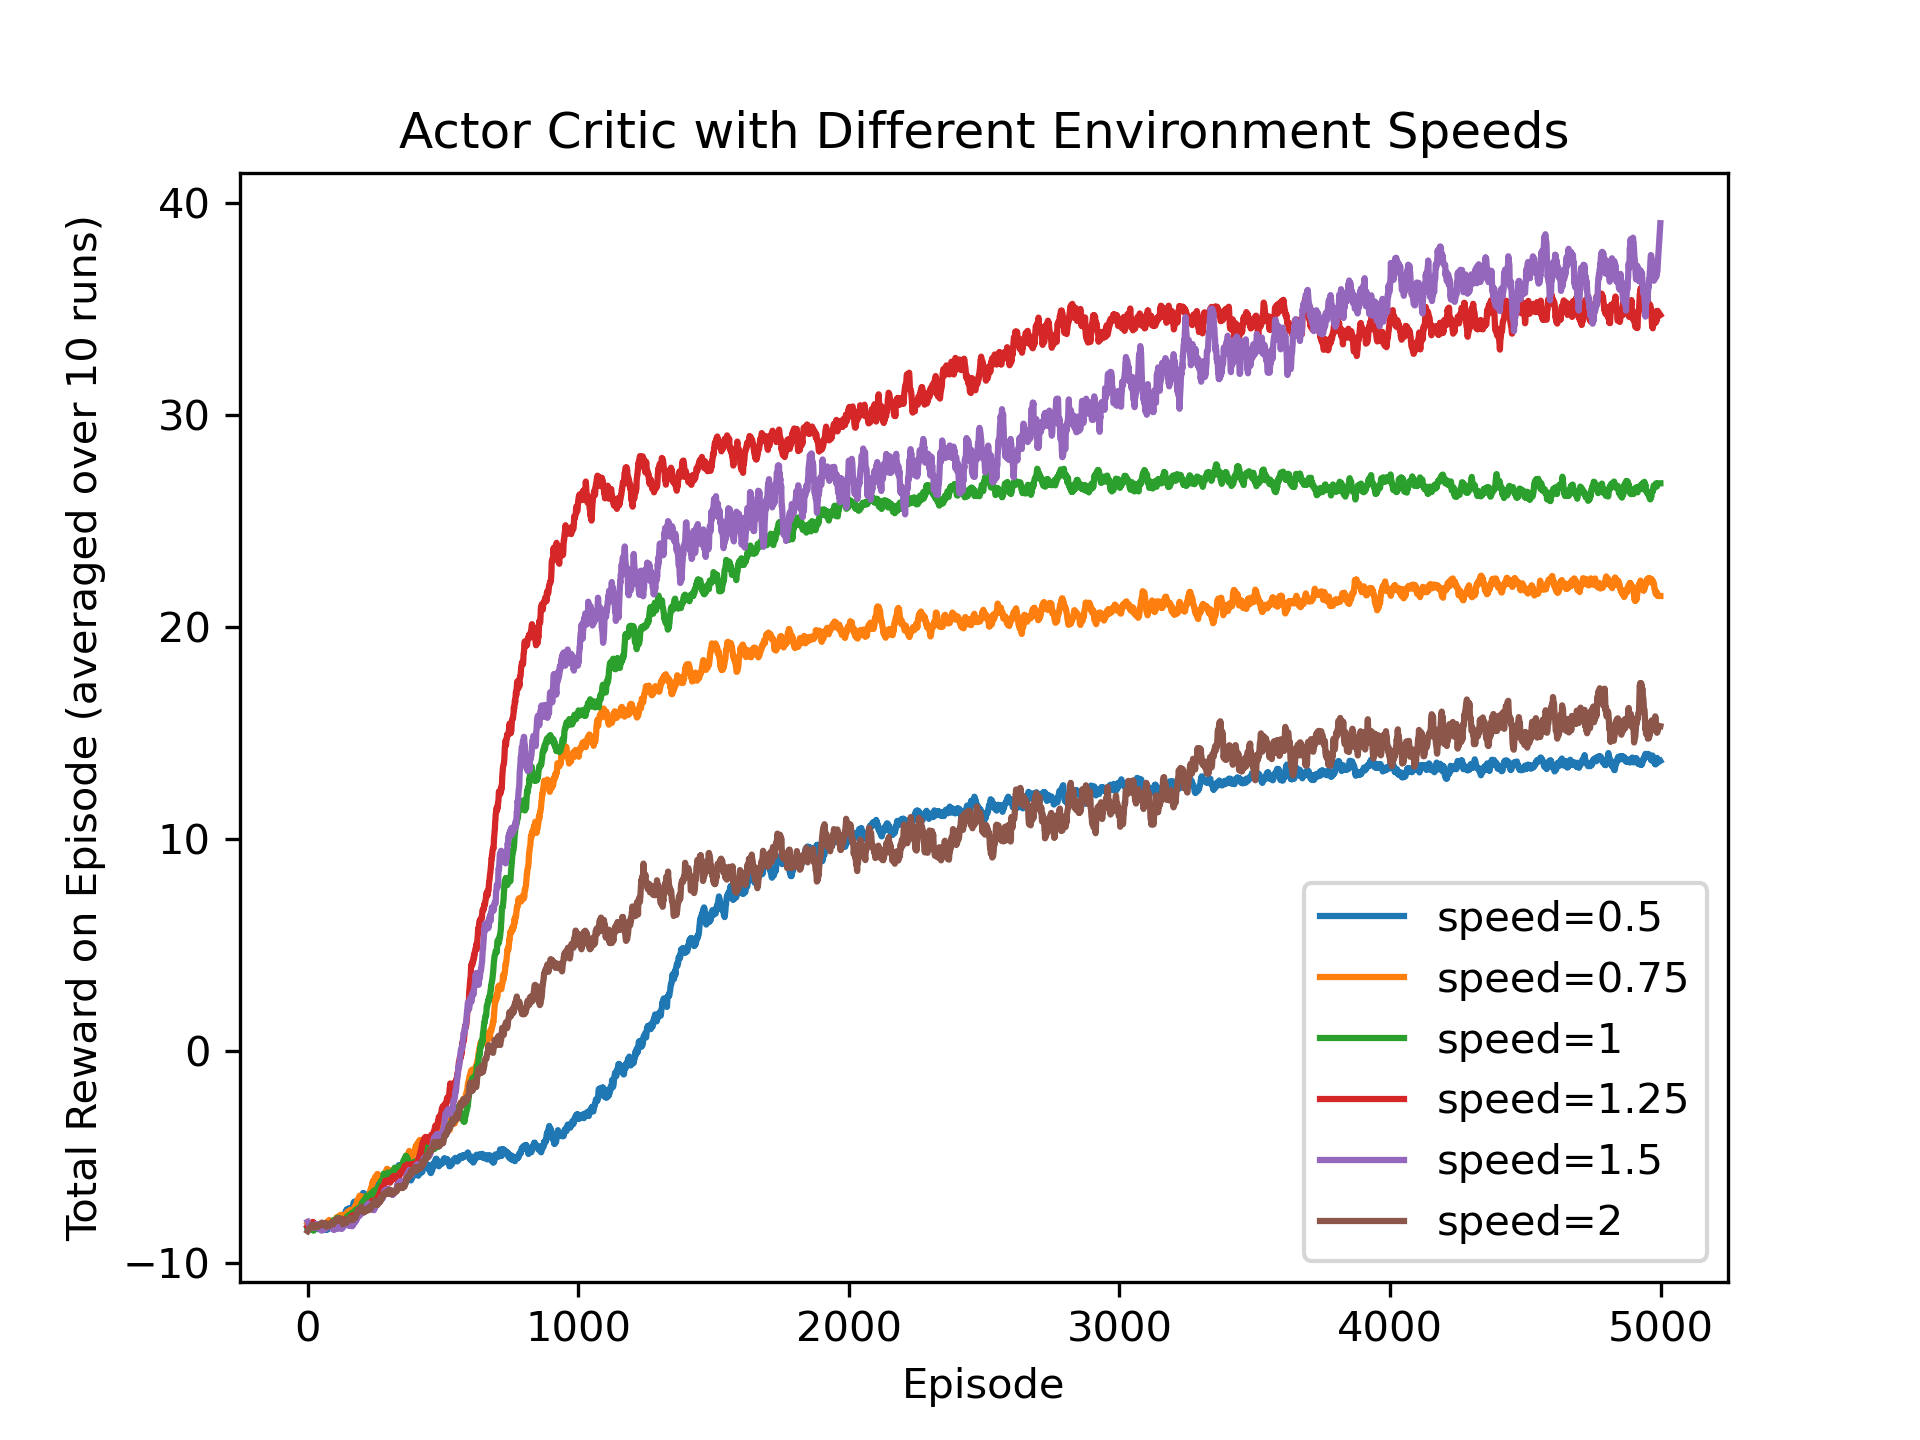 Actor Critic with Different Environment Speeds
Total Reward on Episode (averaged over 10 runs)
40
30
20
10
0
−10
0
1000
2000
3000
4000
5000
Episode
speed=0.5
speed=0.75
speed=1
speed=1.25
speed=1.5
speed=2